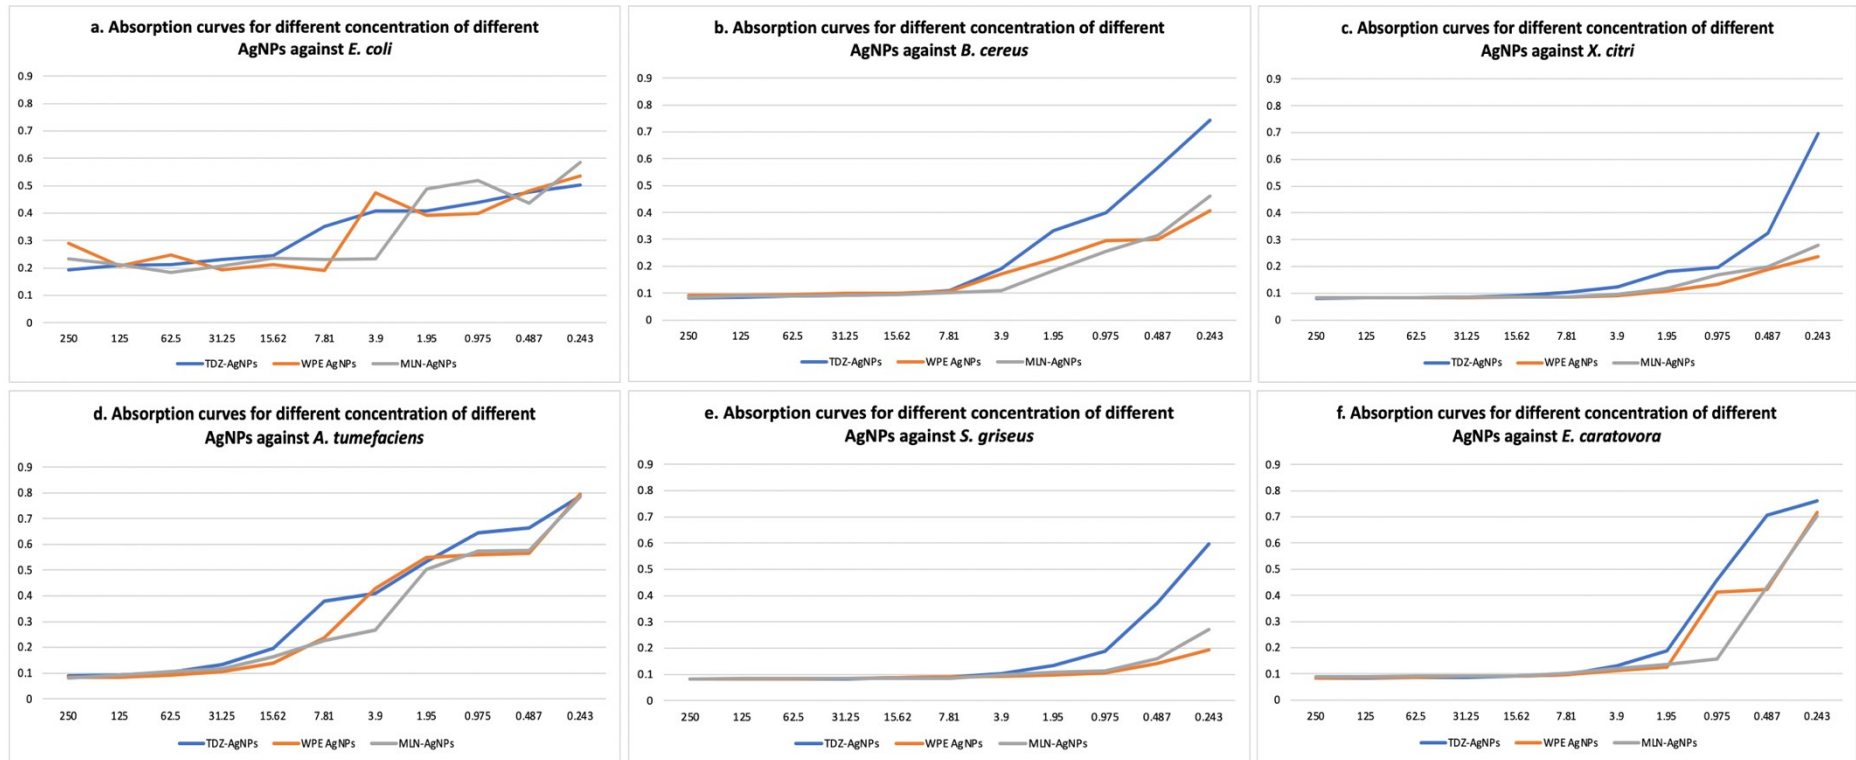 a. Absorption curves for different concentration of different
AgNPs against E. coli
0.9
0.8
0.7
0.6
0.5
0.4
0.3
0.2
0.1
0
250 125 62.5 31.25 15.62 7.81 3.9 1.95 0.975 0.487 0.243
TDZ-AgNPs WPE AgNPs MLN-AgNPs
b. Absorption curves for different concentration of different
AgNPs against B. cereus
0.9
0.8
0.7
0.6
0.5
0.4
0.3
0.2
0.1
0
250 125 62.5 31.25 15.62 7.81 3.9 1.95 0.975 0.487 0.243
TDZ-AgNPs WPE AgNPs MLN-AgNPs
c. Absorption curves for different concentration of different
AgNPs against X. citri
0.9
0.8
0.7
0.6
0.5
0.4
0.3
0.2
0.1
0
250 125 62.5 31.25 15.62 7.81 3.9 1.95 0.975 0.487 0.243
TDZ-AgNPs WPE AgNPs MLN-AgNPs
d. Absorption curves for different concentration of different
AgNPs against A. tumefaciens
0.9
0.8
0.7
0.6
0.5
0.4
0.3
0.2
0.1
0
250 125 62.5 31.25 15.62 7.81 3.9 1.95 0.975 0.487 0.243
TDZ-AgNPs WPE AgNPs MLN-AgNPs
e. Absorption curves for different concentration of different
AgNPs against S. griseus
0.9
0.8
0.7
0.6
0.5
0.4
0.3
0.2
0.1
0
250 125 62.5 31.25 15.62 7.81 3.9 1.95 0.975 0.487 0.243
TDZ-AgNPs WPE AgNPs MLN-AgNPs
f. Absorption curves for different concentration of different
AgNPs against E. caratovora
0.9
0.8
0.7
0.6
0.5
0.4
0.3
0.2
0.1
0
250 125 62.5 31.25 15.62 7.81 3.9 1.95 0.975 0.487 0.243
TDZ-AgNPs WPE AgNPs MLN-AgNPs